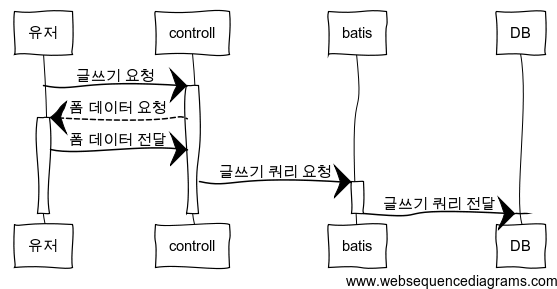 유저
controll
batis
DB
글쓰기 요청
폼 데이터 요청
폼 데이터 전달
글쓰기 쿼리 요청
글쓰기 쿼리 전달
유저
controll
batis
DB
www.websequencediagrams.com